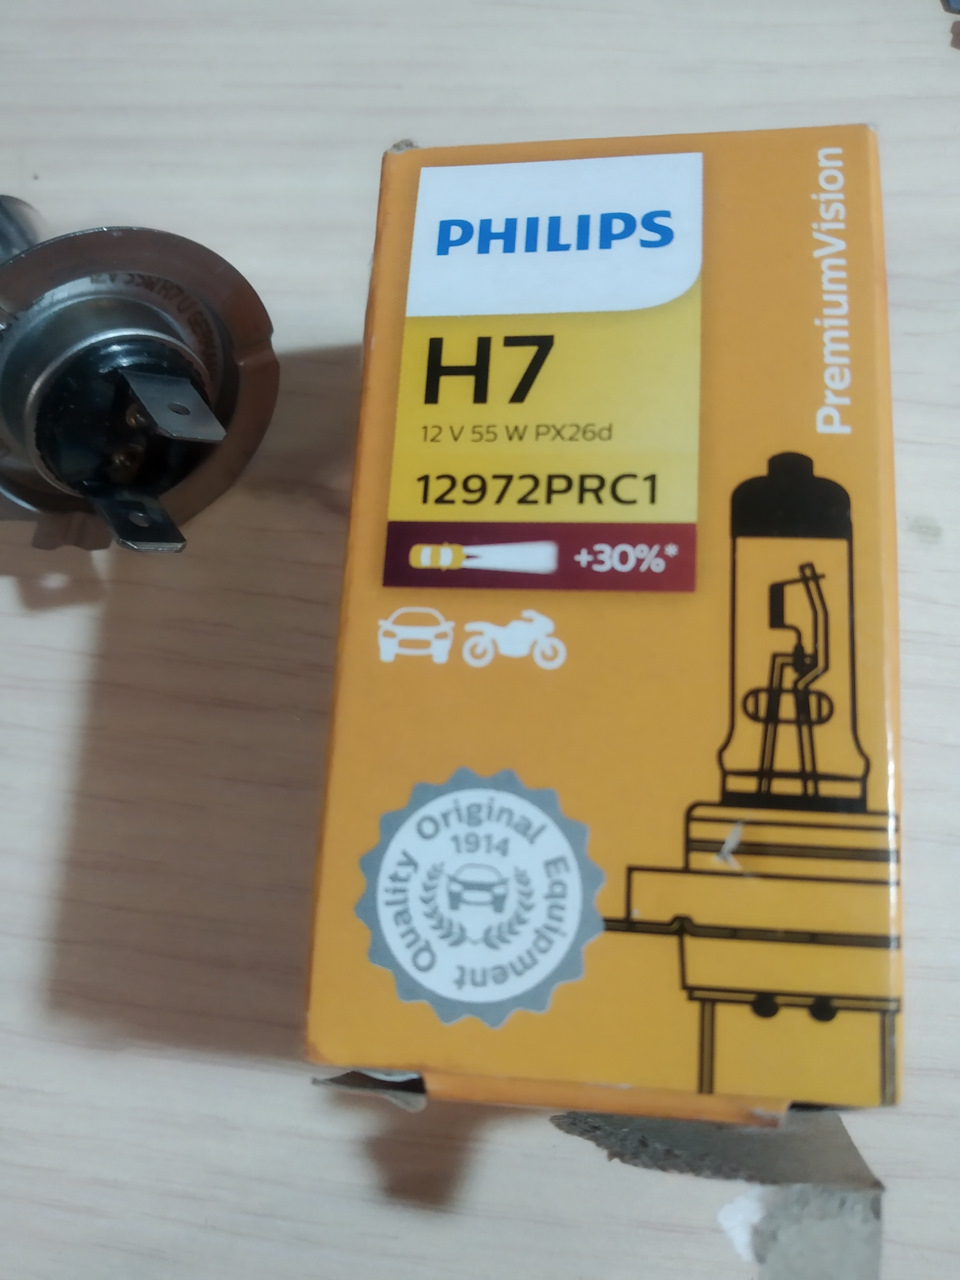 PHILIPS
H7
12 V 55 W PX26d
12972PRC1
+30%*
PremiumVision
Quality Original Equipment
1914